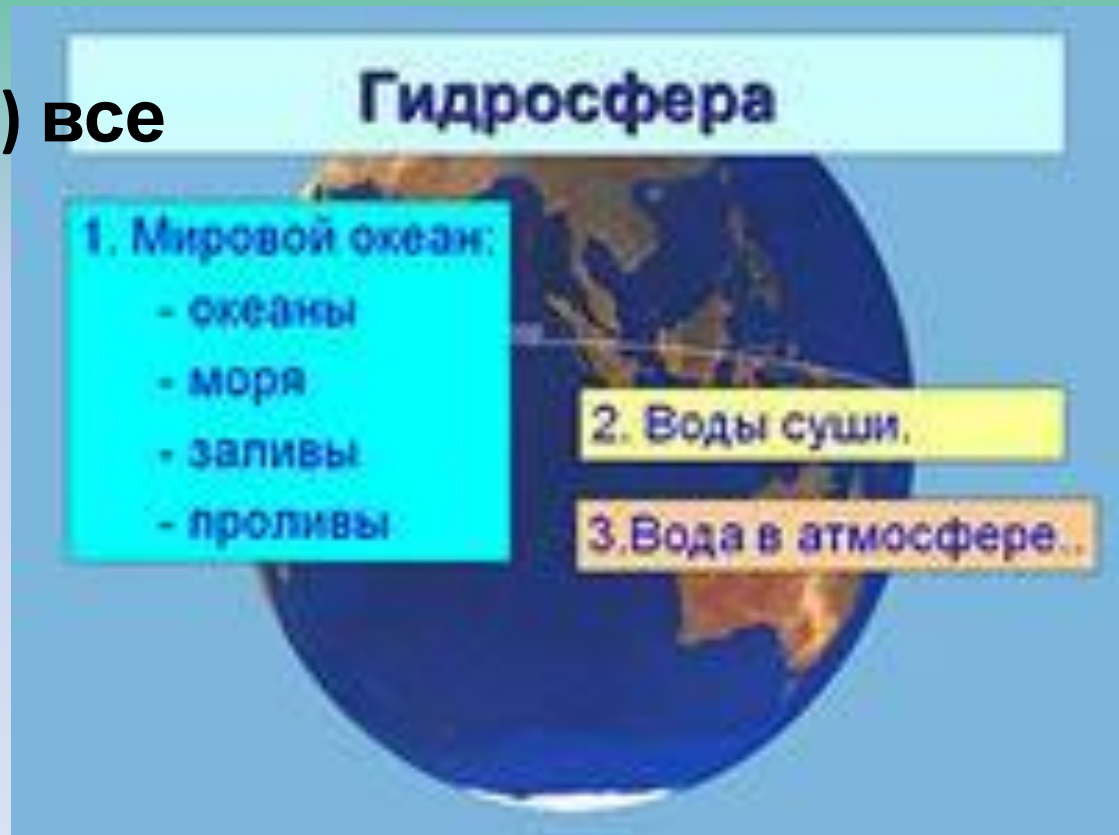 Гидросфера
) все
1. Мировой океан:
- океаны
- моря
- заливы
- проливы
2. Воды суши.
3.Вода в атмосфере..